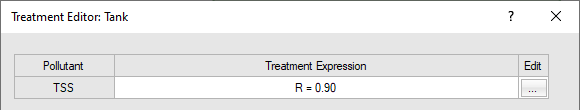 Treatment Editor: Tank ? ×
Pollutant Treatment Expression Edit
TSS R = 0.90 ...